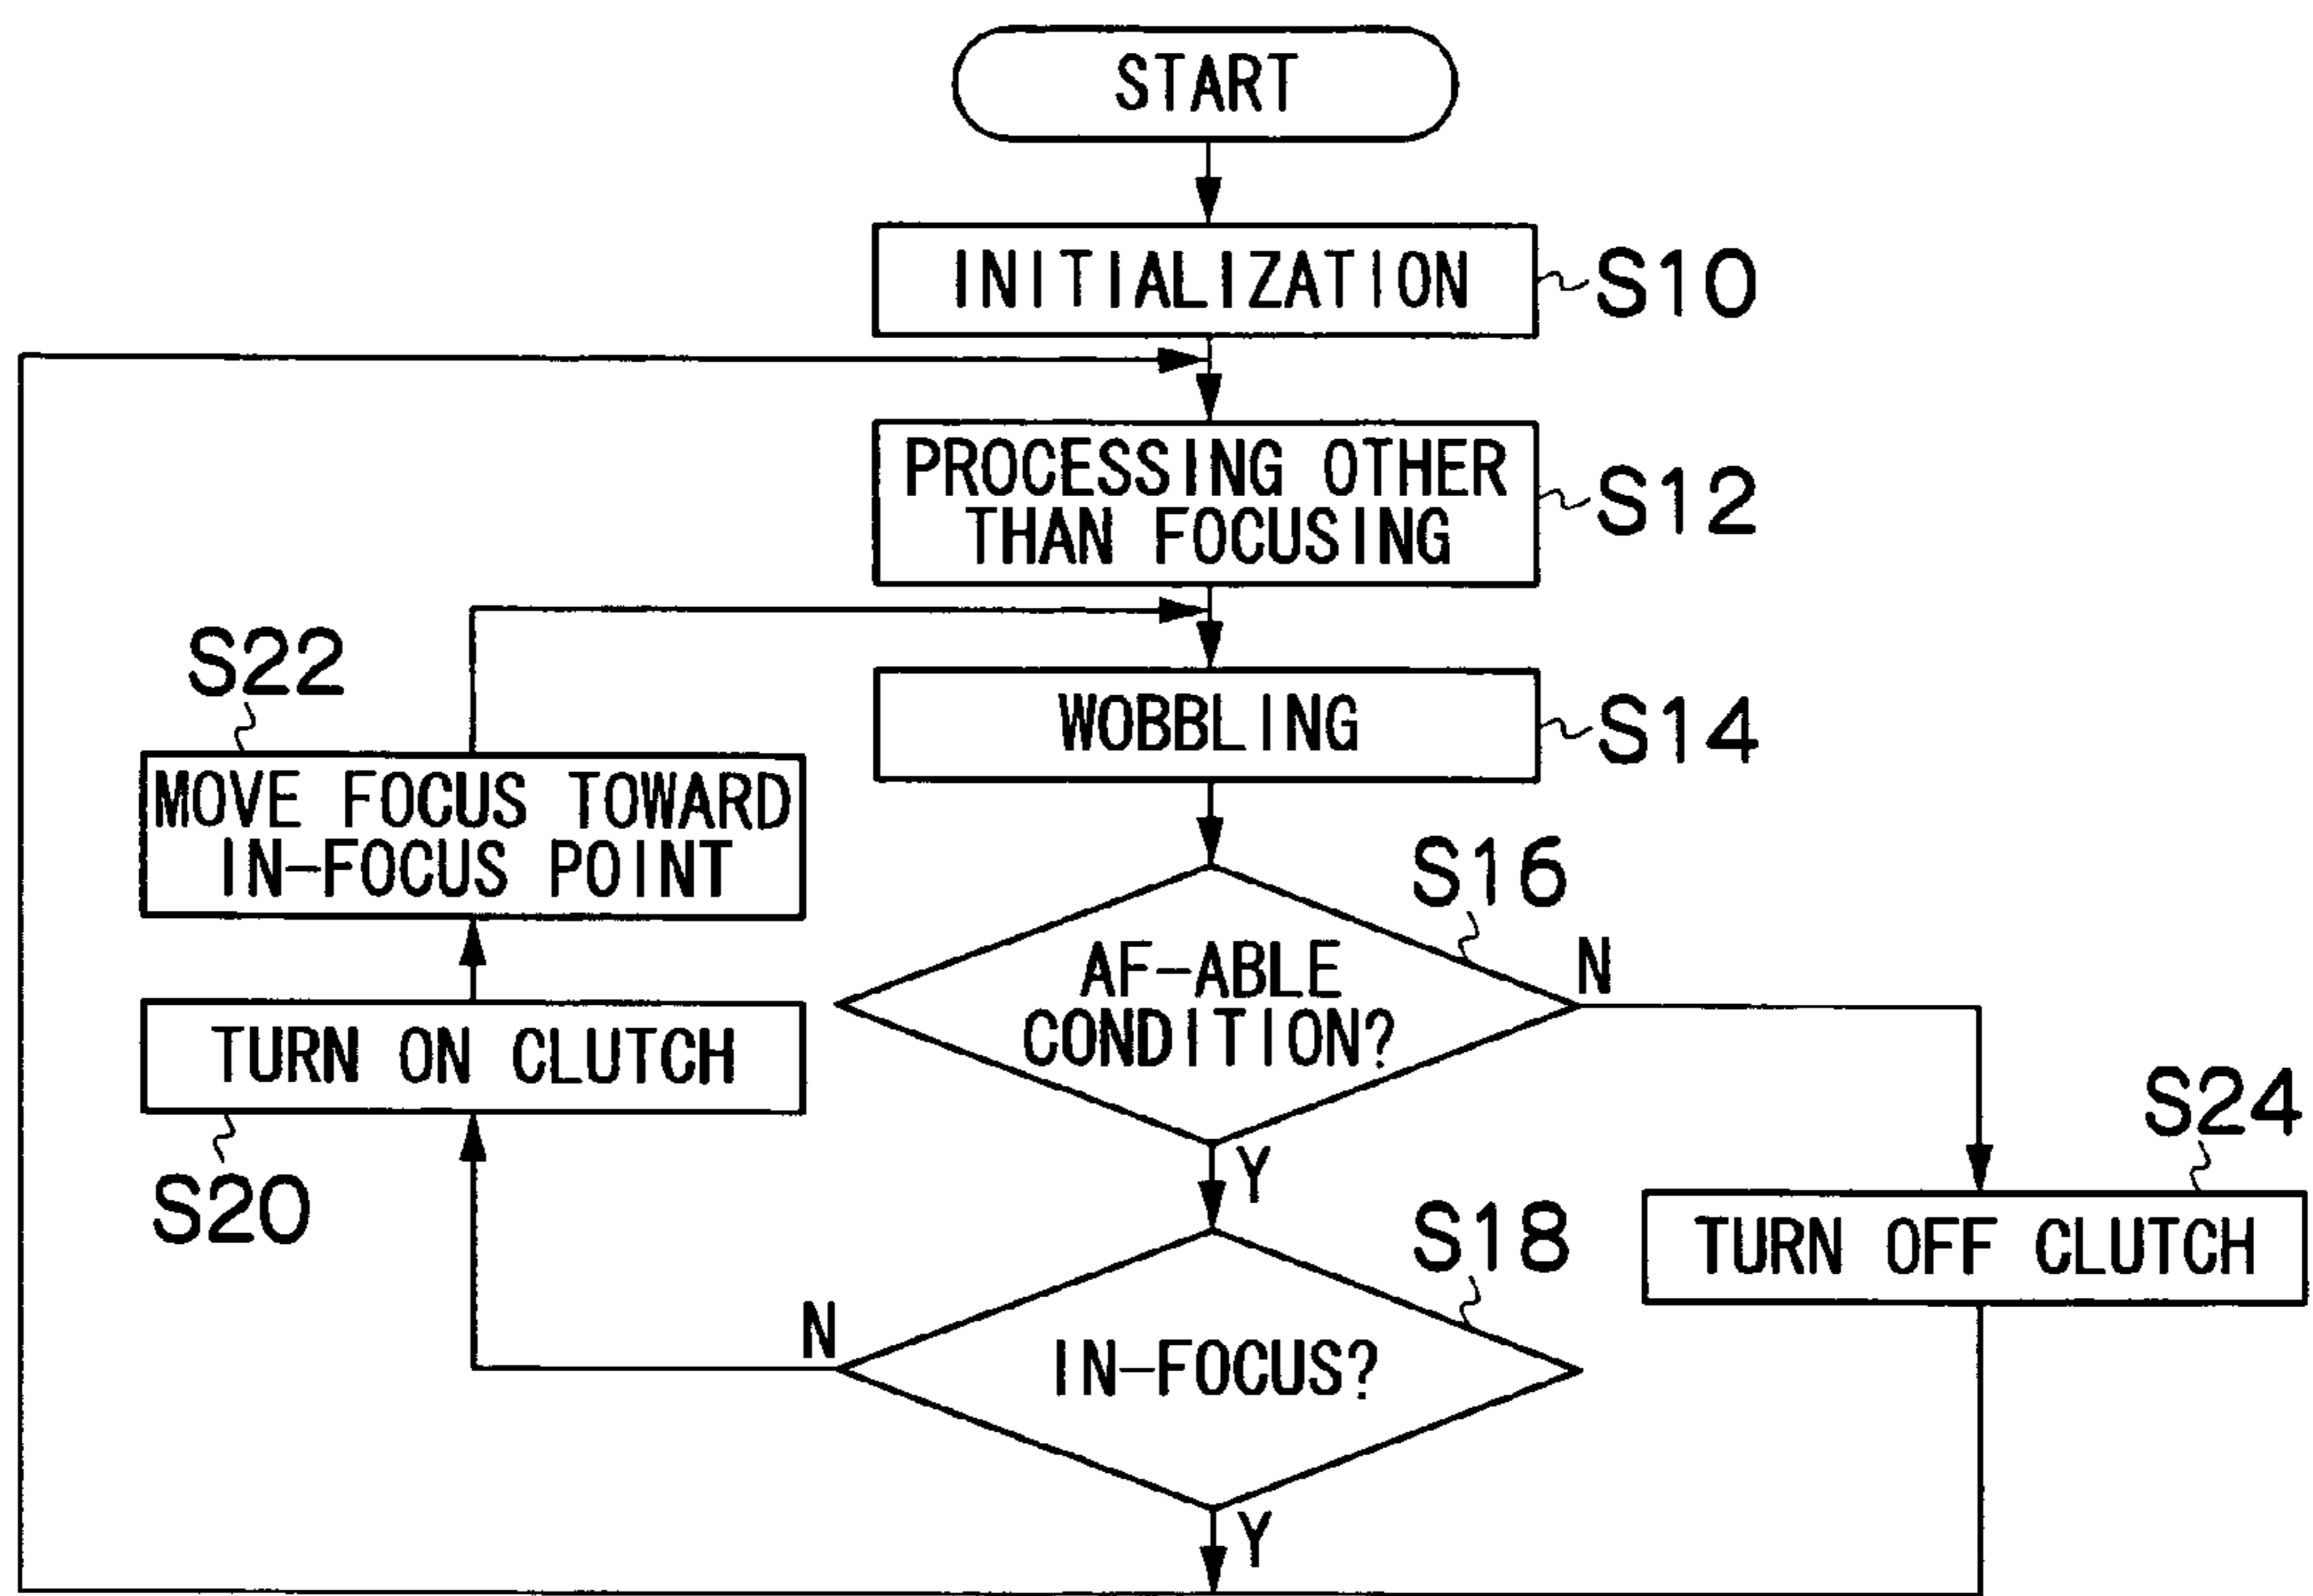 START
INITIALIZATION
S10
PROCESSING OTHER
THAN FOCUSING
S12
S22
WOBBLING
S14
MOVE FOCUS TOWARD
IN-FOCUS POINT
S16
AF-ABLE
CONDITION?
N
TURN ON CLUTCH
S20
Y
S24
TURN OFF CLUTCH
S18
N
IN-FOCUS?
Y